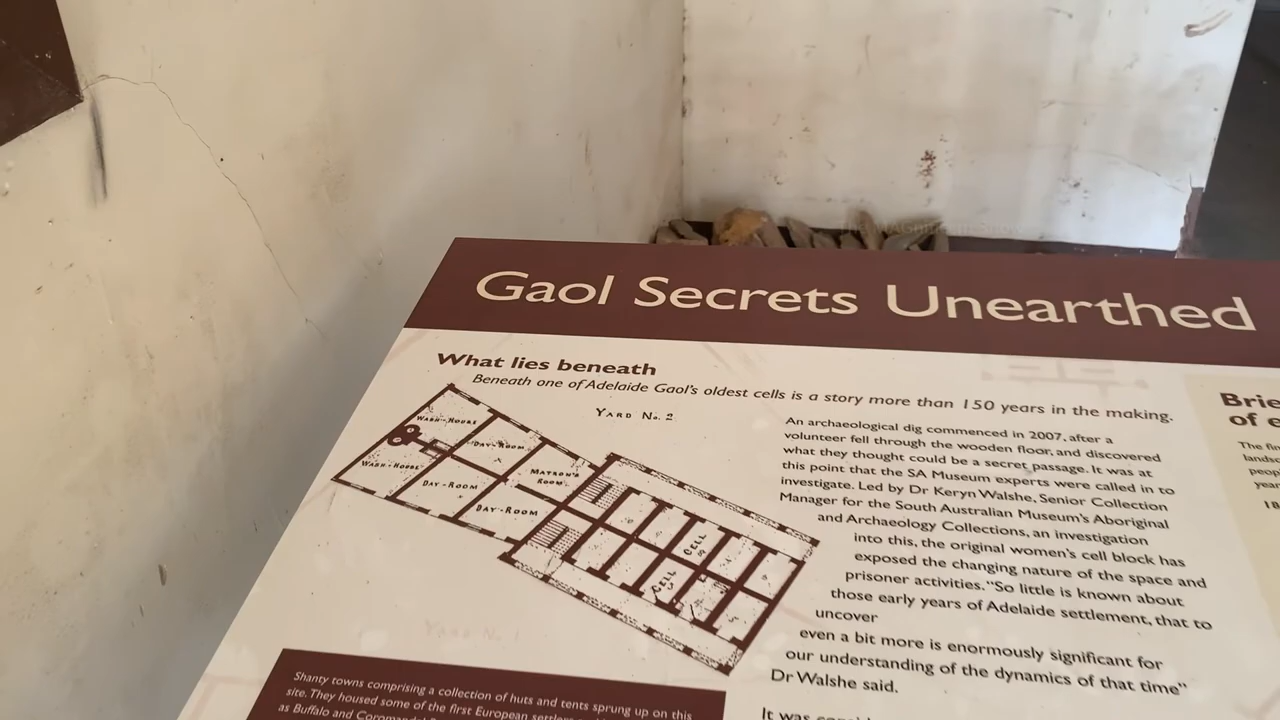 Gaol Secrets Unearthed
What lies beneath
Beneath one of Adelaide Gaol's oldest cells is a story more than 150 years in the making.
YARD No. 2
WASH-HOUSE
DAY-ROOM
MATRON'S
ROOM
WASH-HOUSE
DAY-ROOM
DAY-ROOM
CELL
CELL
YARD No. 1
An archaeological dig commenced in 2007, after a
volunteer fell through the wooden floor, and discovered
what they thought could be a secret passage. It was at
this point that the SA Museum experts were called in to
investigate. Led by Dr Keryn Walshe, Senior Collection
Manager for the South Australian Museum's Aboriginal
and Archaeology Collections, an investigation
into this, the original women's cell block has
exposed the changing nature of the space and
prisoner activities. "So little is known about
those early years of Adelaide settlement, that to
uncover
even a bit more is enormously significant for
our understanding of the dynamics of that time"
Dr Walshe said.
It was
Shanty towns comprising a collection of huts and tents sprung up on this
site. They housed some of the first European
as Buffalo and
Brie
of e
The fir
landsc
peop
year